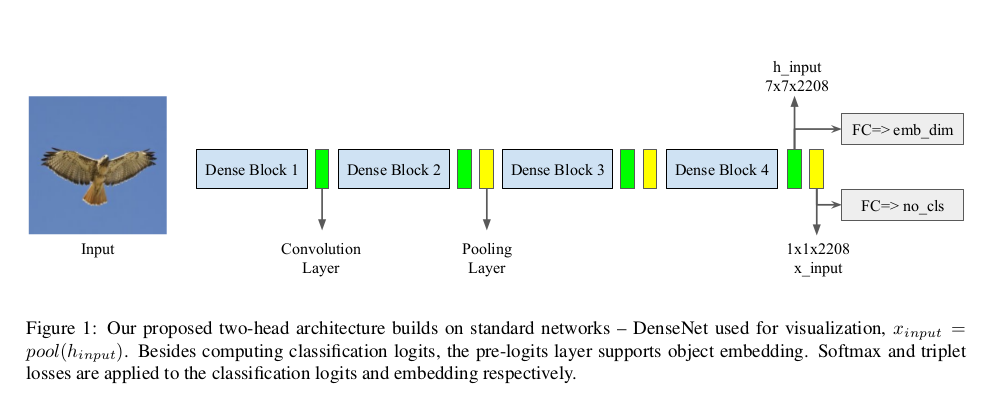 h_input
7x7x2208
FC=> emb_dim
Dense Block 1
Dense Block 2
Dense Block 3
Dense Block 4
FC=> no_cls
Input
Convolution
Layer
Pooling
Layer
1x1x2208
x_input
Figure 1: Our proposed two-head architecture builds on standard networks – DenseNet used for visualization, x_{input} =
pool(h_{input}). Besides computing classification logits, the pre-logits layer supports object embedding. Softmax and triplet
losses are applied to the classification logits and embedding respectively.